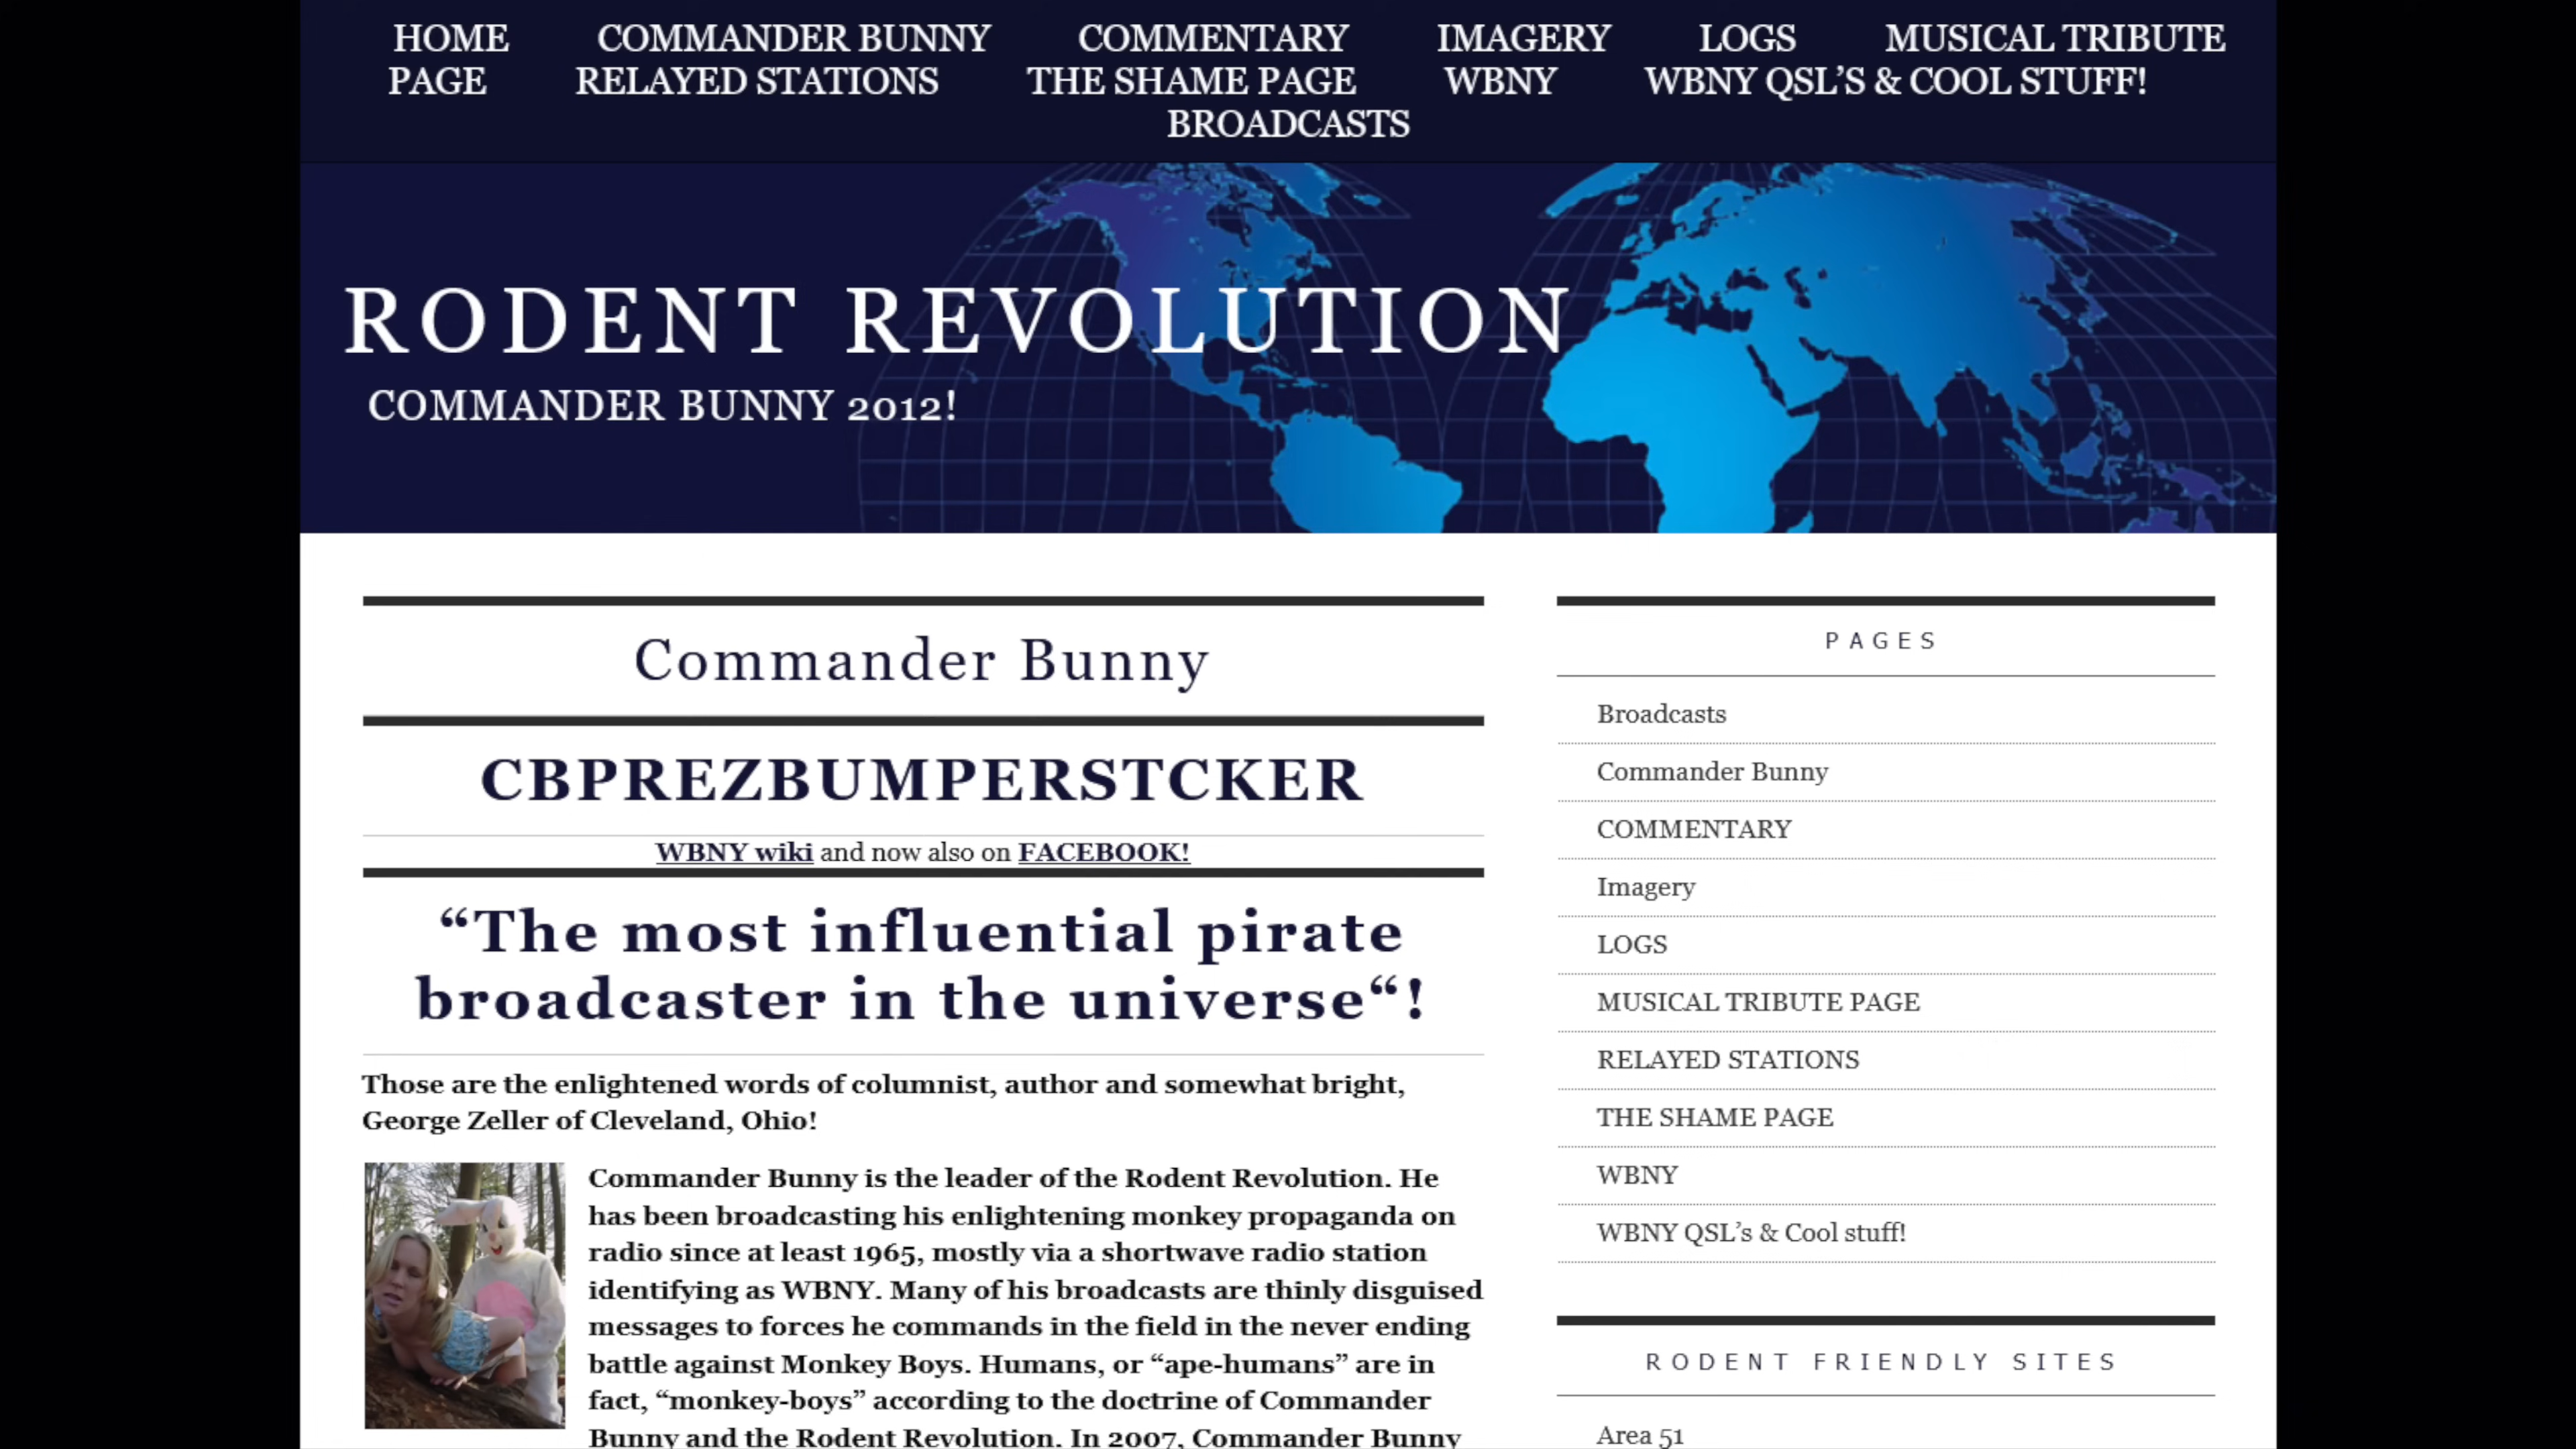 HOME COMMANDER BUNNY COMMENTARY IMAGERY LOGS MUSICAL TRIBUTE
PAGE RELAYED STATIONS THE SHAME PAGE WBNY WBNY QSL’S & COOL STUFF!
BROADCASTS
RODENT REVOLUTION
COMMANDER BUNNY 2012!
Commander Bunny
CBPREZBUMPERSTCKER
WBNY wiki and now also on FACEBOOK!
“The most influential pirate
broadcaster in the universe“!
Those are the enlightened words of columnist, author and somewhat bright,
George Zeller of Cleveland, Ohio!
Commander Bunny is the leader of the Rodent Revolution. He
has been broadcasting his enlightening monkey propaganda on
radio since at least 1965, mostly via a shortwave radio station
identifying as WBNY. Many of his broadcasts are thinly disguised
messages to forces he commands in the field in the never ending
battle against Monkey Boys. Humans, or “ape-humans” are in
fact, “monkey-boys” according to the doctrine of Commander
Bunny and the Rodent Revolution. In 2007, Commander Bunny
PAGES
Broadcasts
Commander Bunny
COMMENTARY
Imagery
LOGS
MUSICAL TRIBUTE PAGE
RELAYED STATIONS
THE SHAME PAGE
WBNY
WBNY QSL’s & Cool stuff!
RODENT FRIENDLY SITES
Area 51